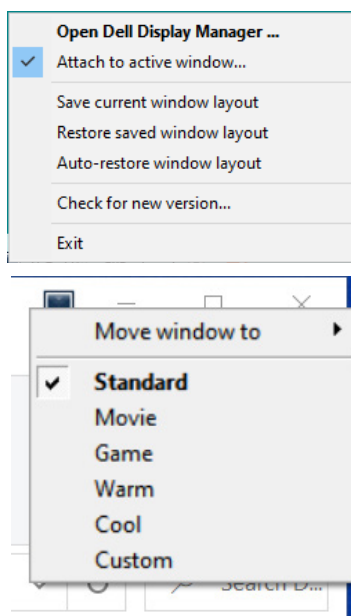 Open Dell Display Manager ...
Attach to active window...
Save current window layout
Restore saved window layout
Auto-restore window layout
Check for new version...
Exit
Move window to
Standard
Movie
Game
Warm
Cool
Custom
Search D...